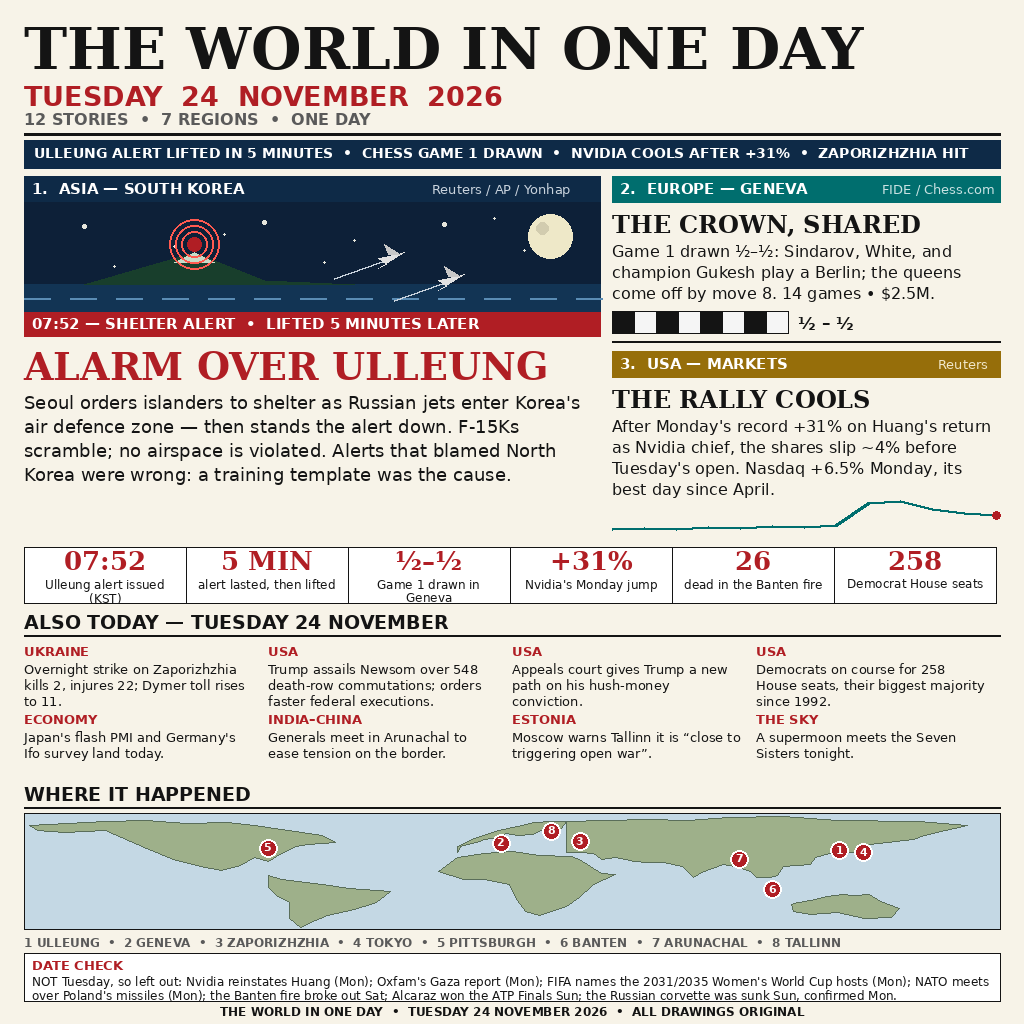 THE WORLD IN ONE DAY
TUESDAY 24 NOVEMBER 2026
12 STORIES • 7 REGIONS • ONE DAY
ULLEUNG ALERT LIFTED IN 5 MINUTES • CHESS GAME 1 DRAWN • NVIDIA COOLS AFTER +31% • ZAPORIZHZHIA HIT
1. ASIA — SOUTH KOREA
Reuters / AP / Yonhap
07:52 — SHELTER ALERT • LIFTED 5 MINUTES LATER
ALARM OVER ULLEUNG
Seoul orders islanders to shelter as Russian jets enter Korea's
air defence zone — then stands the alert down. F-15Ks
scramble; no airspace is violated. Alerts that blamed North
Korea were wrong: a training template was the cause.
2. EUROPE — GENEVA
FIDE / Chess.com
THE CROWN, SHARED
Game 1 drawn ½–½: Sindarov, White, and
champion Gukesh play a Berlin; the queens
come off by move 8. 14 games • $2.5M.
½ – ½
3. USA — MARKETS
Reuters
THE RALLY COOLS
After Monday's record +31% on Huang's return
as Nvidia chief, the shares slip ~4% before
Tuesday's open. Nasdaq +6.5% Monday, its
best day since April.
07:52
Ulleung alert issued
(KST)
5 MIN
alert lasted, then lifted
½–½
Game 1 drawn in
Geneva
+31%
Nvidia's Monday jump
26
dead in the Banten fire
258
Democrat House seats
ALSO TODAY — TUESDAY 24 NOVEMBER
UKRAINE
Overnight strike on Zaporizhzhia
kills 2, injures 22; Dymer toll rises
to 11.
USA
Trump assails Newsom over 548
death-row commutations; orders
faster federal executions.
USA
Appeals court gives Trump a new
path on his hush-money
conviction.
USA
Democrats on course for 258
House seats, their biggest majority
since 1992.
ECONOMY
Japan's flash PMI and Germany's
Ifo survey land today.
INDIA–CHINA
Generals meet in Arunachal to
ease tension on the border.
ESTONIA
Moscow warns Tallinn it is “close to
triggering open war”.
THE SKY
A supermoon meets the Seven
Sisters tonight.
WHERE IT HAPPENED
5
2
8
3
7
1
4
6
1 ULLEUNG • 2 GENEVA • 3 ZAPORIZHZHIA • 4 TOKYO • 5 PITTSBURGH • 6 BANTEN • 7 ARUNACHAL • 8 TALLINN
DATE CHECK
NOT Tuesday, so left out: Nvidia reinstates Huang (Mon); Oxfam's Gaza report (Mon); FIFA names the 2031/2035 Women's World Cup hosts (Mon); NATO meets
over Poland's missiles (Mon); the Banten fire broke out Sat; Alcaraz won the ATP Finals Sun; the Russian corvette was sunk Sun, confirmed Mon.
THE WORLD IN ONE DAY • TUESDAY 24 NOVEMBER 2026 • ALL DRAWINGS ORIGINAL